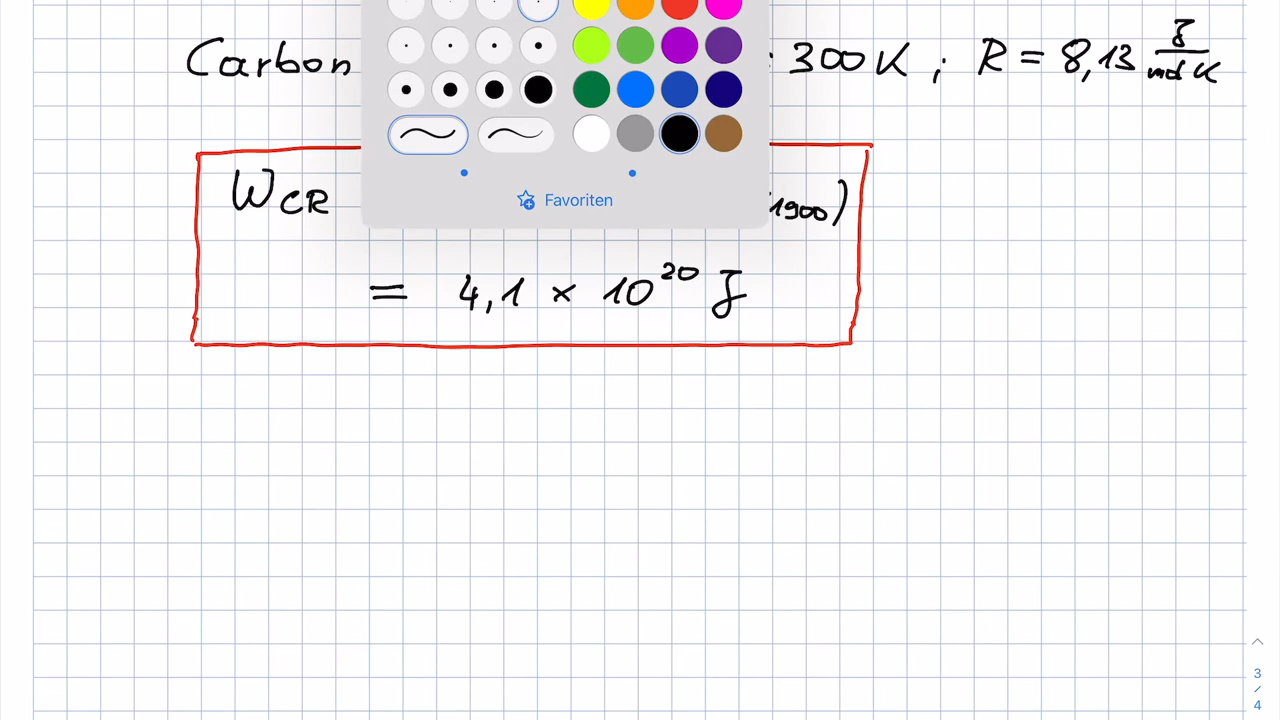 Carbon : 300 K ; R = 8,13 J/mol K
W_CR 1900)
= 4,1 × 10^20 J
Favoriten
3 / 4